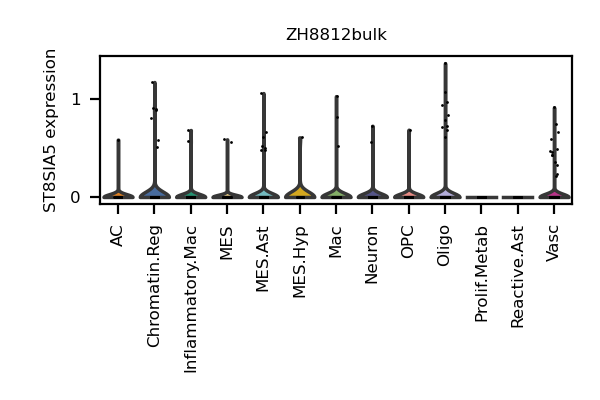 ZH8812bulk
ST8SIA5 expression
1
0
AC
Chromatin.Reg
Inflammatory.Mac
MES
MES.Ast
MES.Hyp
Mac
Neuron
OPC
Oligo
Prolif.Metab
Reactive.Ast
Vasc